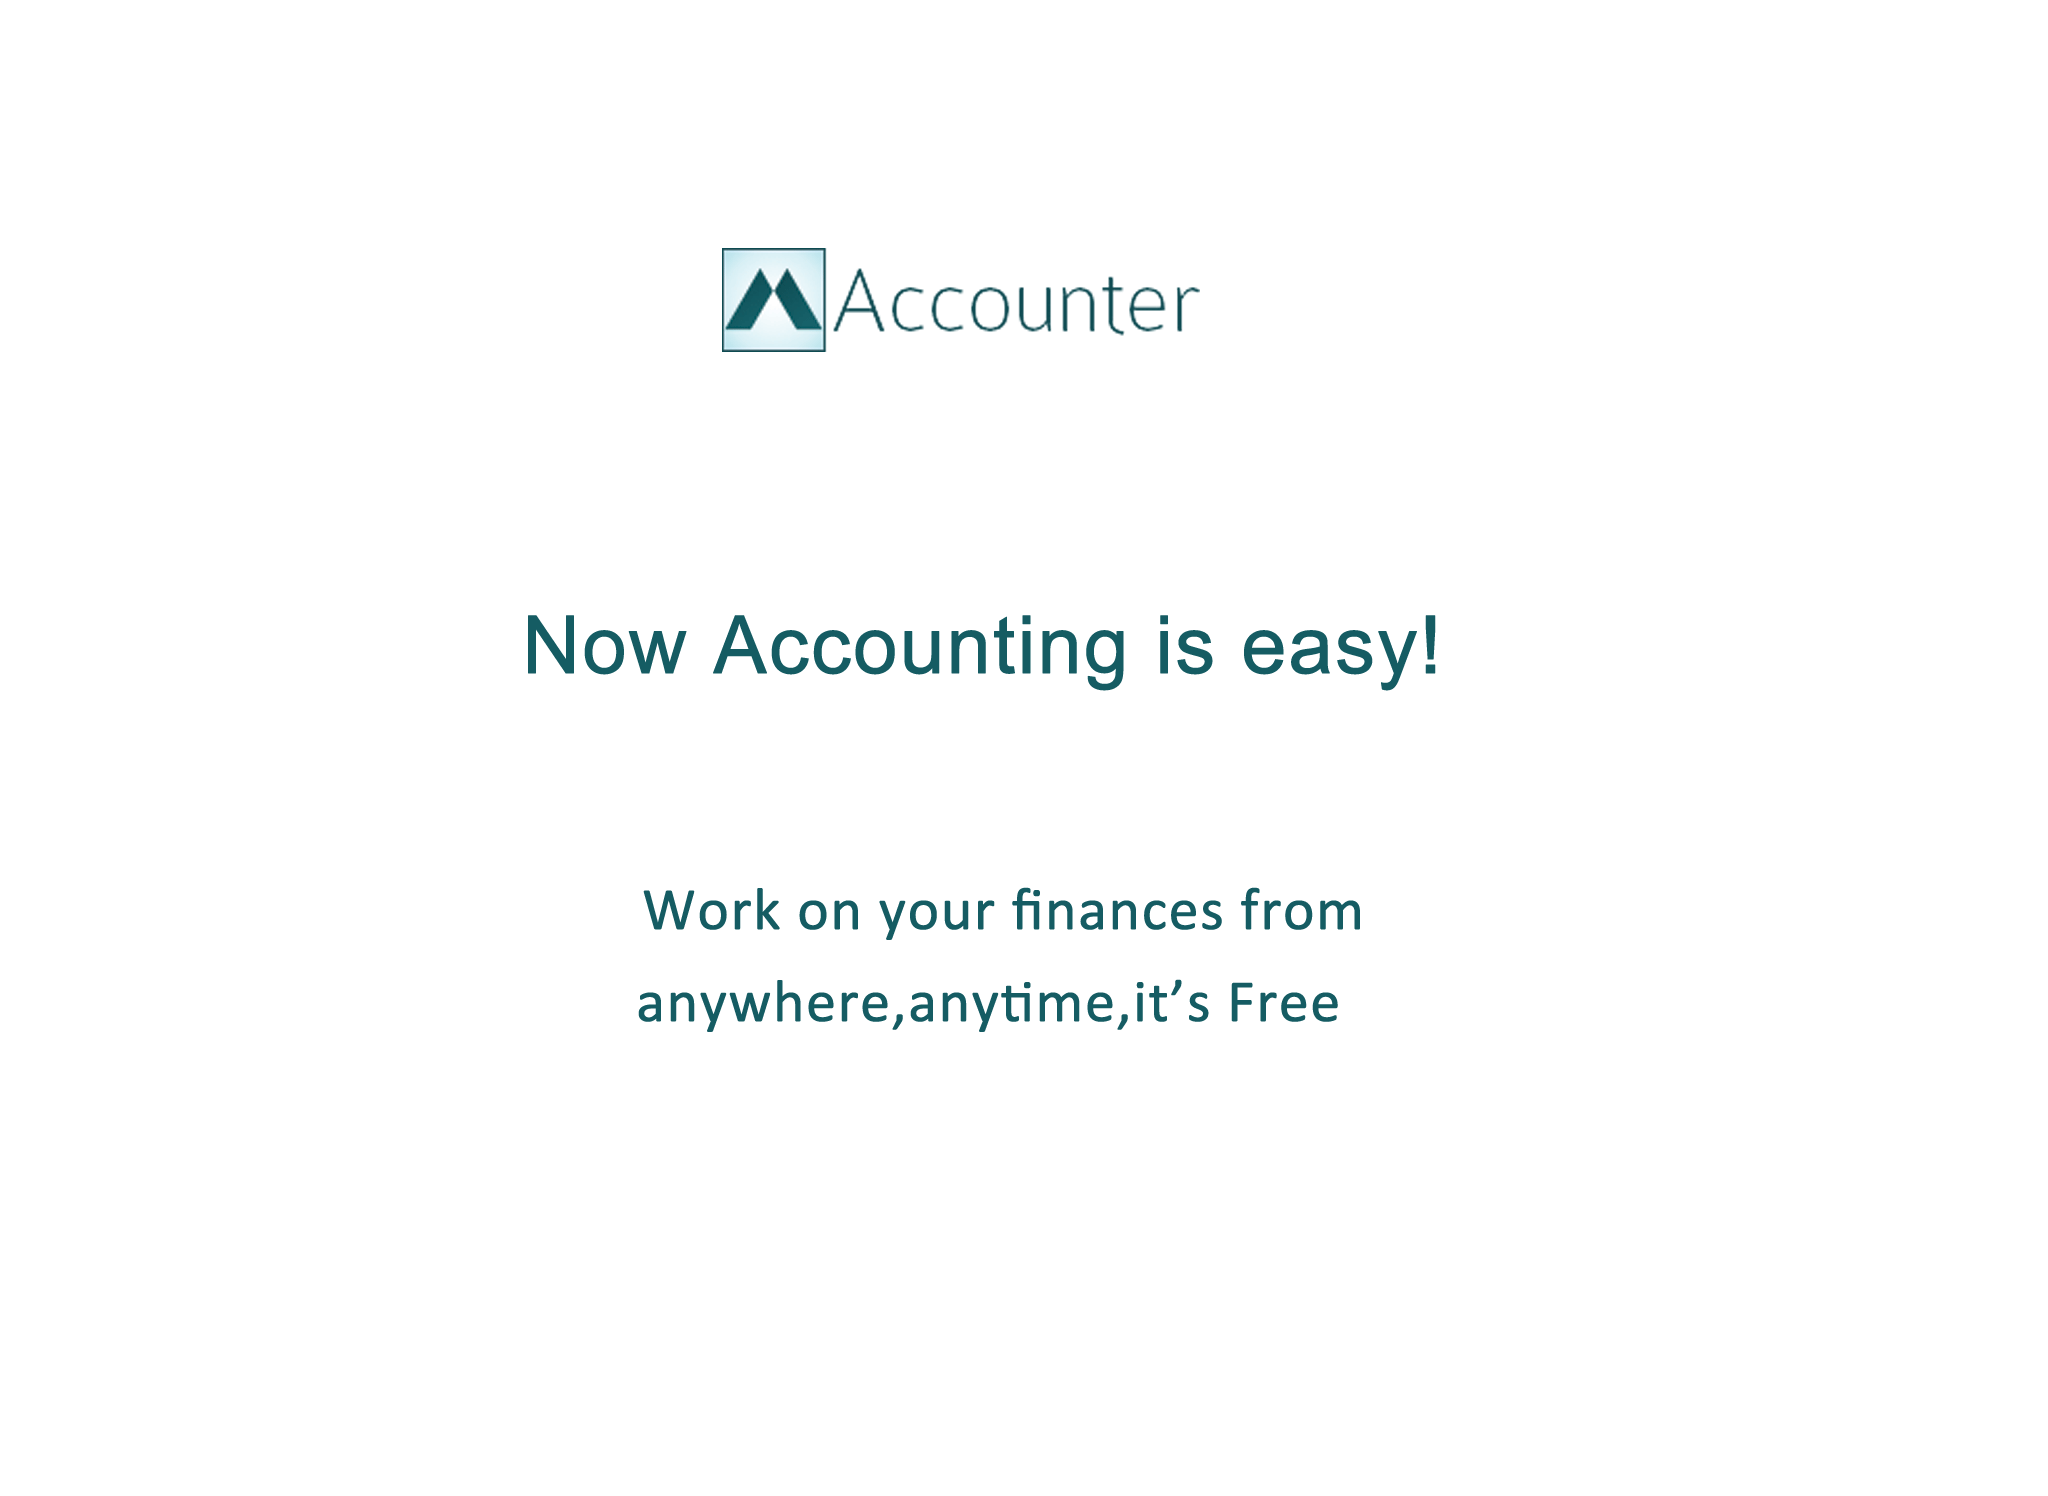 Accounter
Now Accounting is easy!
Work on your finances from
anywhere,anytime,it’s Free